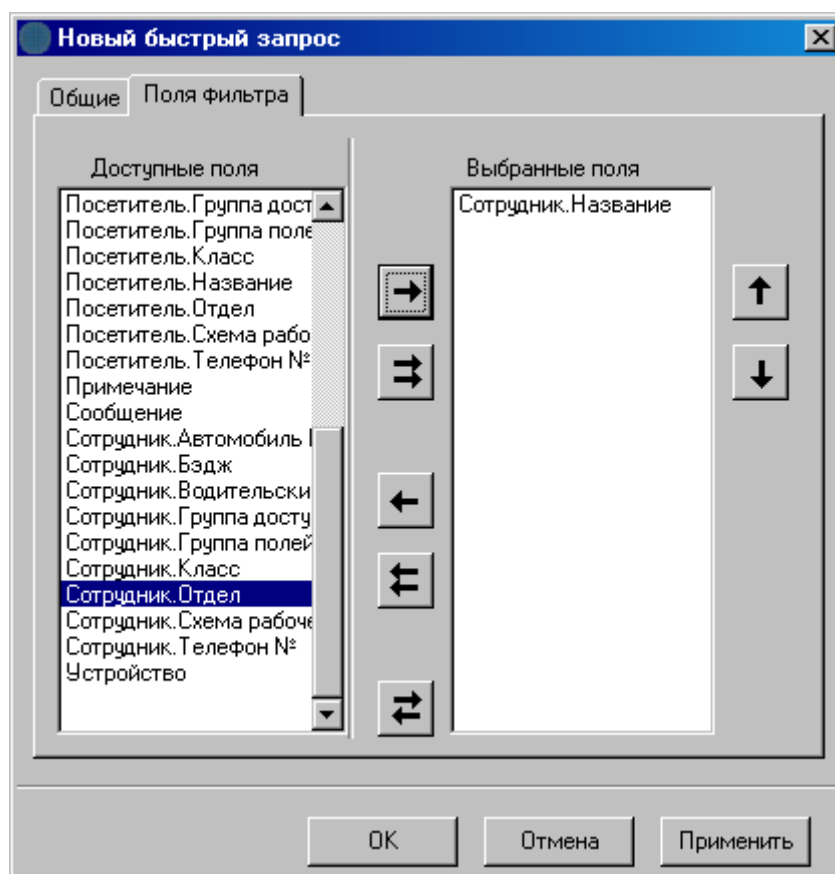 Новый быстрый запрос
Общие
Поля фильтра
Доступные поля
Посетитель.Группа дост
Посетитель.Группа поле
Посетитель.Класс
Посетитель.Название
Посетитель.Отдел
Посетитель.Схема рабо
Посетитель.Телефон №
Примечание
Сообщение
Сотрудник.Автомобиль
Сотрудник.Бэдж
Сотрудник.Водительски
Сотрудник.Группа досту
Сотрудник.Группа полей
Сотрудник.Класс
Сотрудник.Отдел
Сотрудник.Схема рабоче
Сотрудник.Телефон №
Устройство
Выбранные поля
Сотрудник.Название
OK
Отмена
Применить